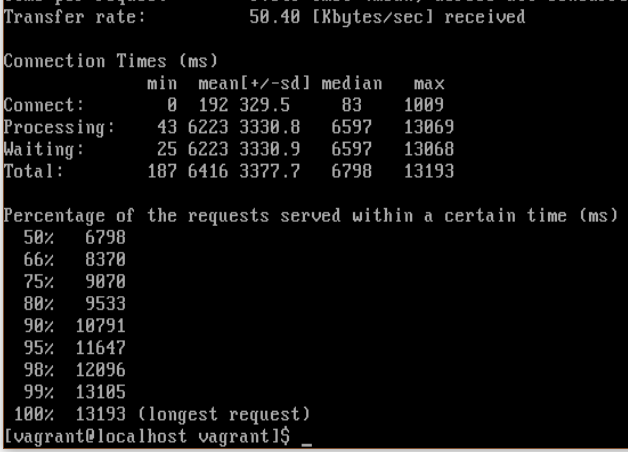 Transfer rate:          50.40 [Kbytes/sec] received

Connection Times (ms)
              min  mean[+/-sd] median   max
Connect:        0  192 329.5     83    1009
Processing:    43 6223 3330.8   6597   13069
Waiting:       25 6223 3330.9   6597   13068
Total:        187 6416 3377.7   6798   13193

Percentage of the requests served within a certain time (ms)
  50%   6798
  66%   8370
  75%   9070
  80%   9533
  90%  10791
  95%  11647
  98%  12096
  99%  13105
 100%  13193 (longest request)
[vagrant@localhost vagrant]$ _